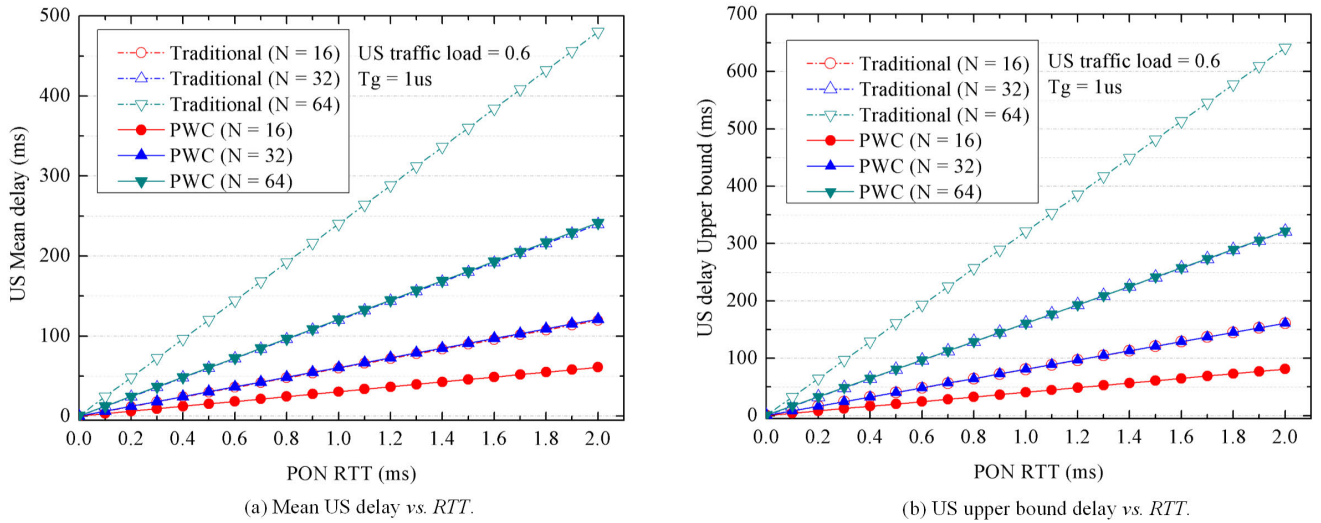 500
400
300
200
100
0
US Mean delay (ms)
Traditional (N = 16)
Traditional (N = 32)
Traditional (N = 64)
PWC (N = 16)
PWC (N = 32)
PWC (N = 64)
US traffic load = 0.6
Tg = 1us
0.0 0.2 0.4 0.6 0.8 1.0 1.2 1.4 1.6 1.8 2.0
PON RTT (ms)
(a) Mean US delay vs. RTT.
700
600
500
400
300
200
100
0
US delay Upper bound (ms)
Traditional (N = 16)
Traditional (N = 32)
Traditional (N = 64)
PWC (N = 16)
PWC (N = 32)
PWC (N = 64)
US traffic load = 0.6
Tg = 1us
0.0 0.2 0.4 0.6 0.8 1.0 1.2 1.4 1.6 1.8 2.0
PON RTT (ms)
(b) US upper bound delay vs. RTT.